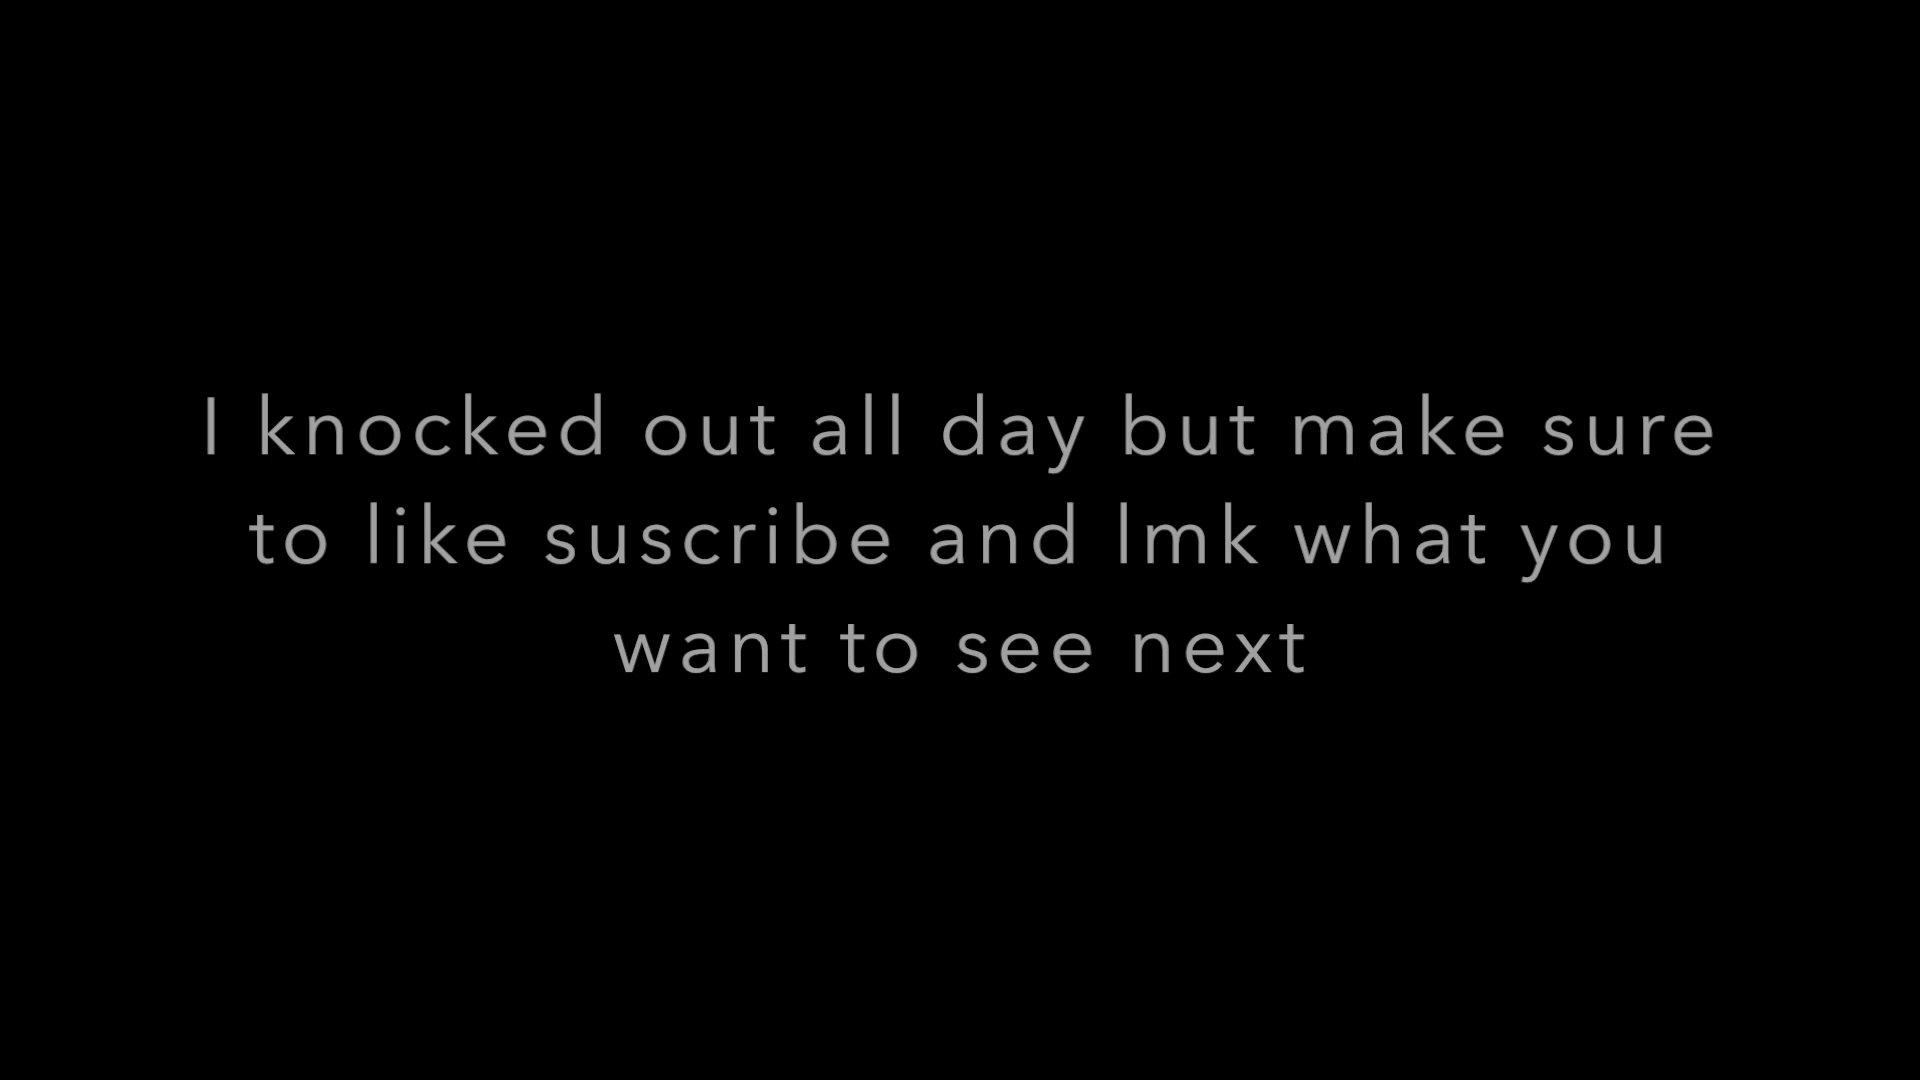 I knocked out all day but make sure
to like suscribe and lmk what you
want to see next